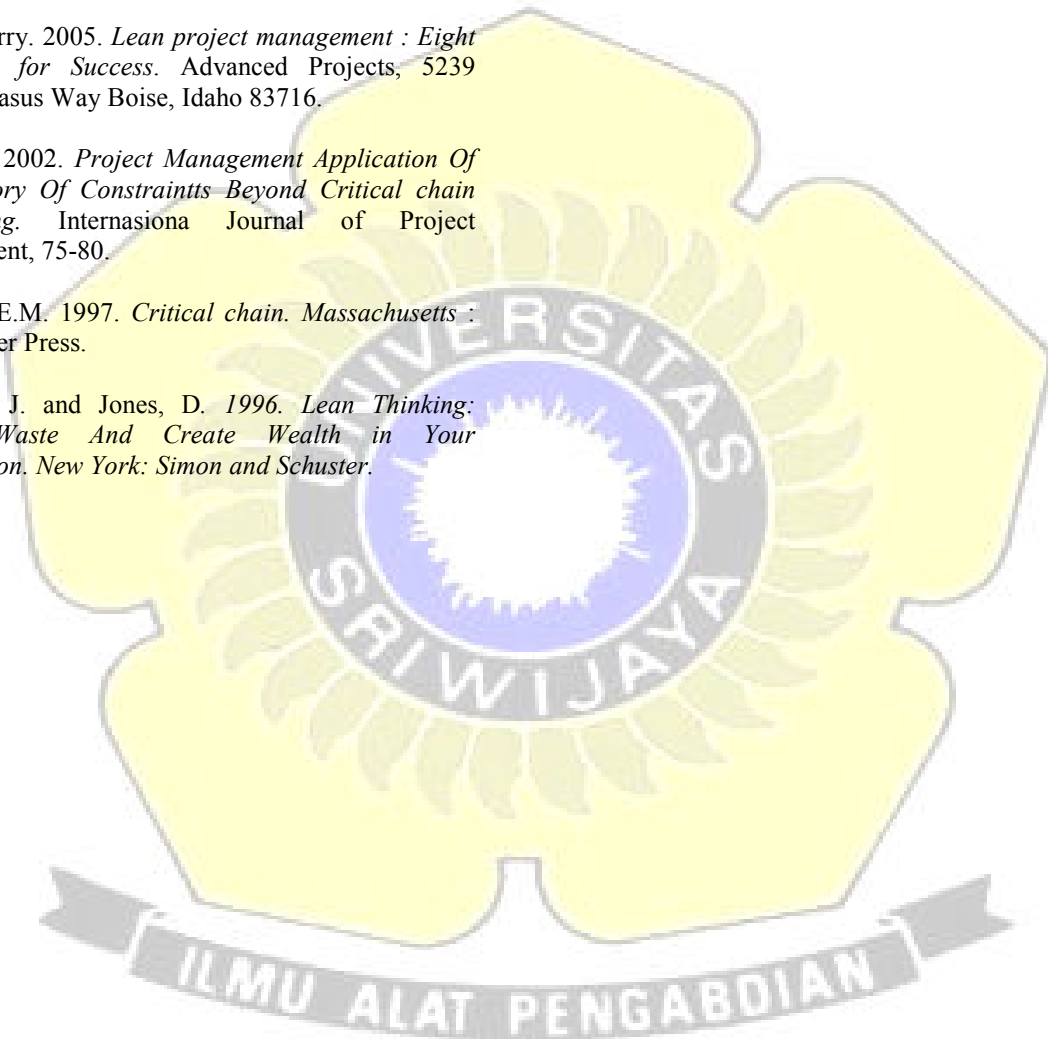 rry. 2005. Lean project management : Eight
for Success. Advanced Projects, 5239
asus Way Boise, Idaho 83716.
2002. Project Management Application Of
ory Of Constraintts Beyond Critical chain
ng. Internasiona Journal of Project
ent, 75-80.
E.M. 1997. Critical chain. Massachusetts :
er Press.
J. and Jones, D. 1996. Lean Thinking:
Waste And Create Wealth in Your
on. New York: Simon and Schuster.
UNIVERSITAS
SRIWIJAYA
ILMU ALAT PENGABDIAN